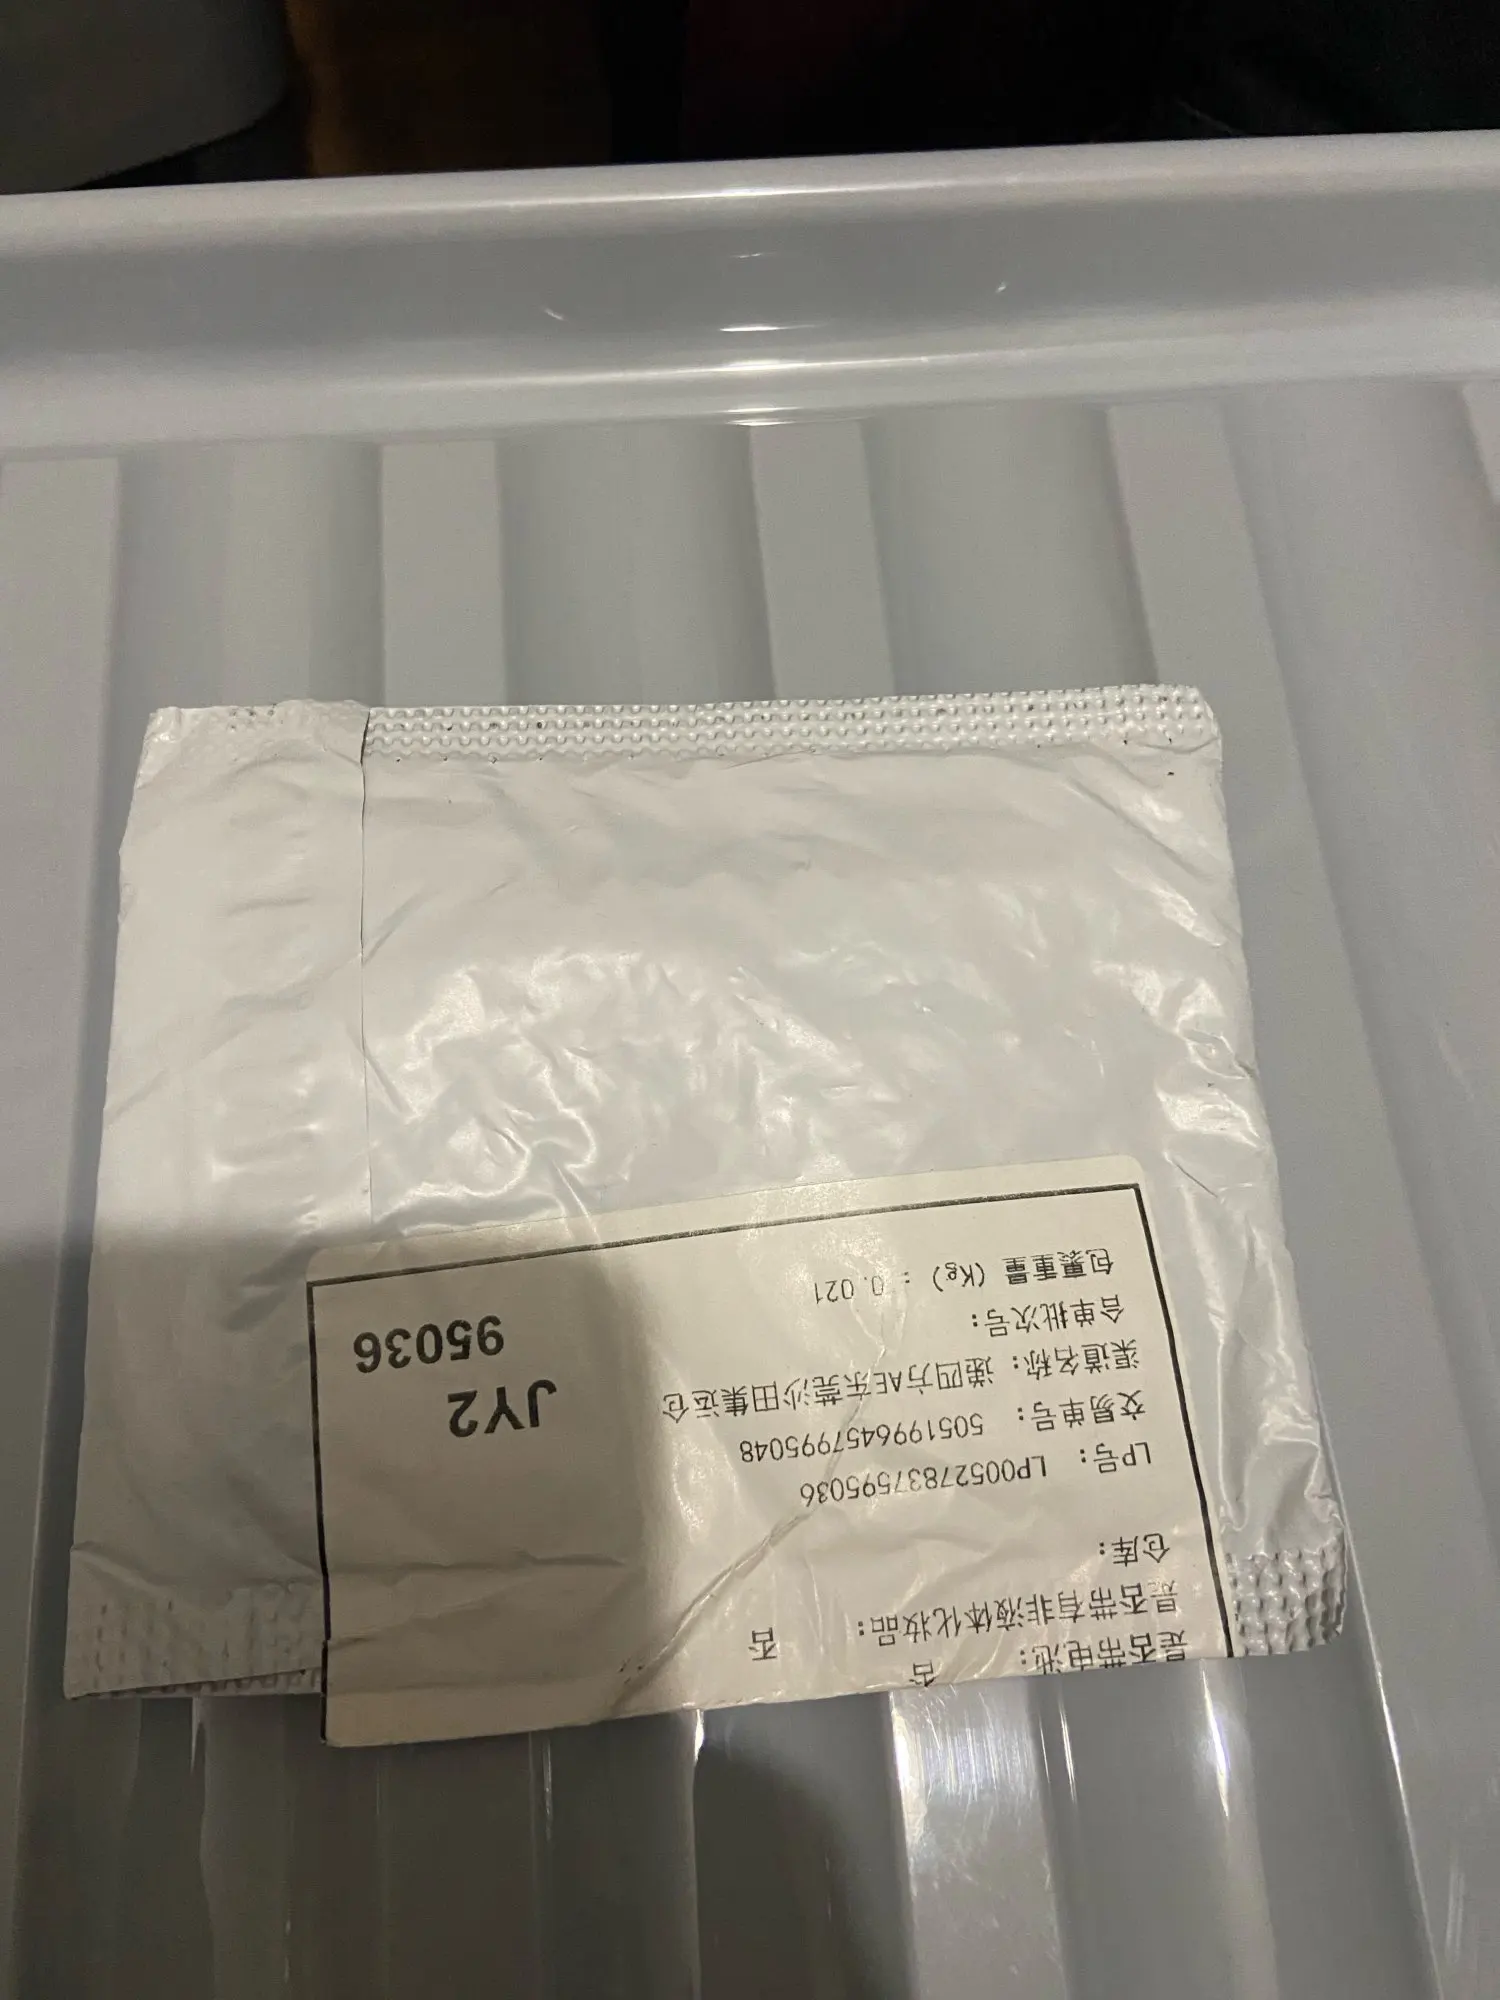 是否带电池： 否
是否带有非液体化妆品： 否
仓库：
LP号： LP00527837595036
交易单号： 5051996457995048
渠道名称： 递四方AE东莞沙田集运仓
合单批次号：
包裹重量（Kg）：0.021
JY2
95036